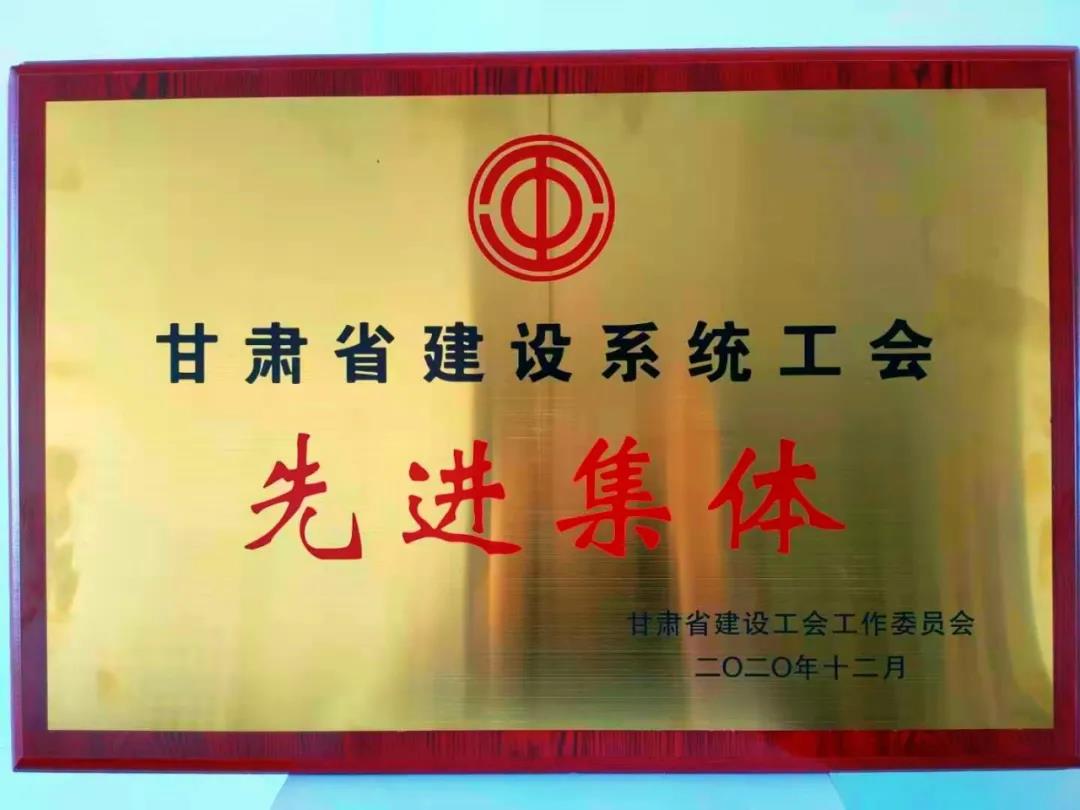 甘肃省建设系统工会
先进集体
甘肃省建设工会工作委员会
二〇二〇年十二月